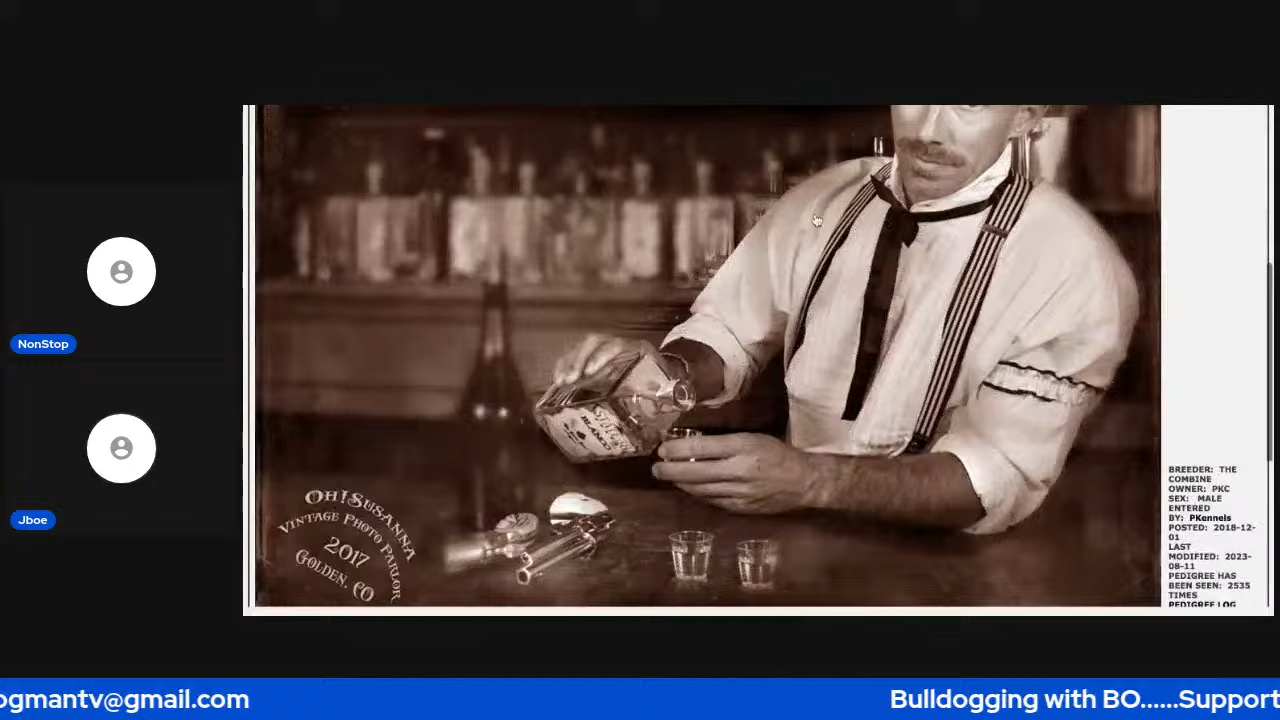 NonStop
Jboe
BLANCO
OH! SUSANNA
VINTAGE PHOTO PARLOR
2017
GOLDEN, CO
BREEDER: THE
COMBINE
OWNER: PKC
SEX: MALE
ENTERED
BY: PKennels
POSTED: 2018-12-
01
LAST
MODIFIED: 2023-
08-11
PEDIGREE HAS
BEEN SEEN: 2535
TIMES
PEDIGREE LOG
ogmantv@gmail.com
Bulldogging with BO......Support